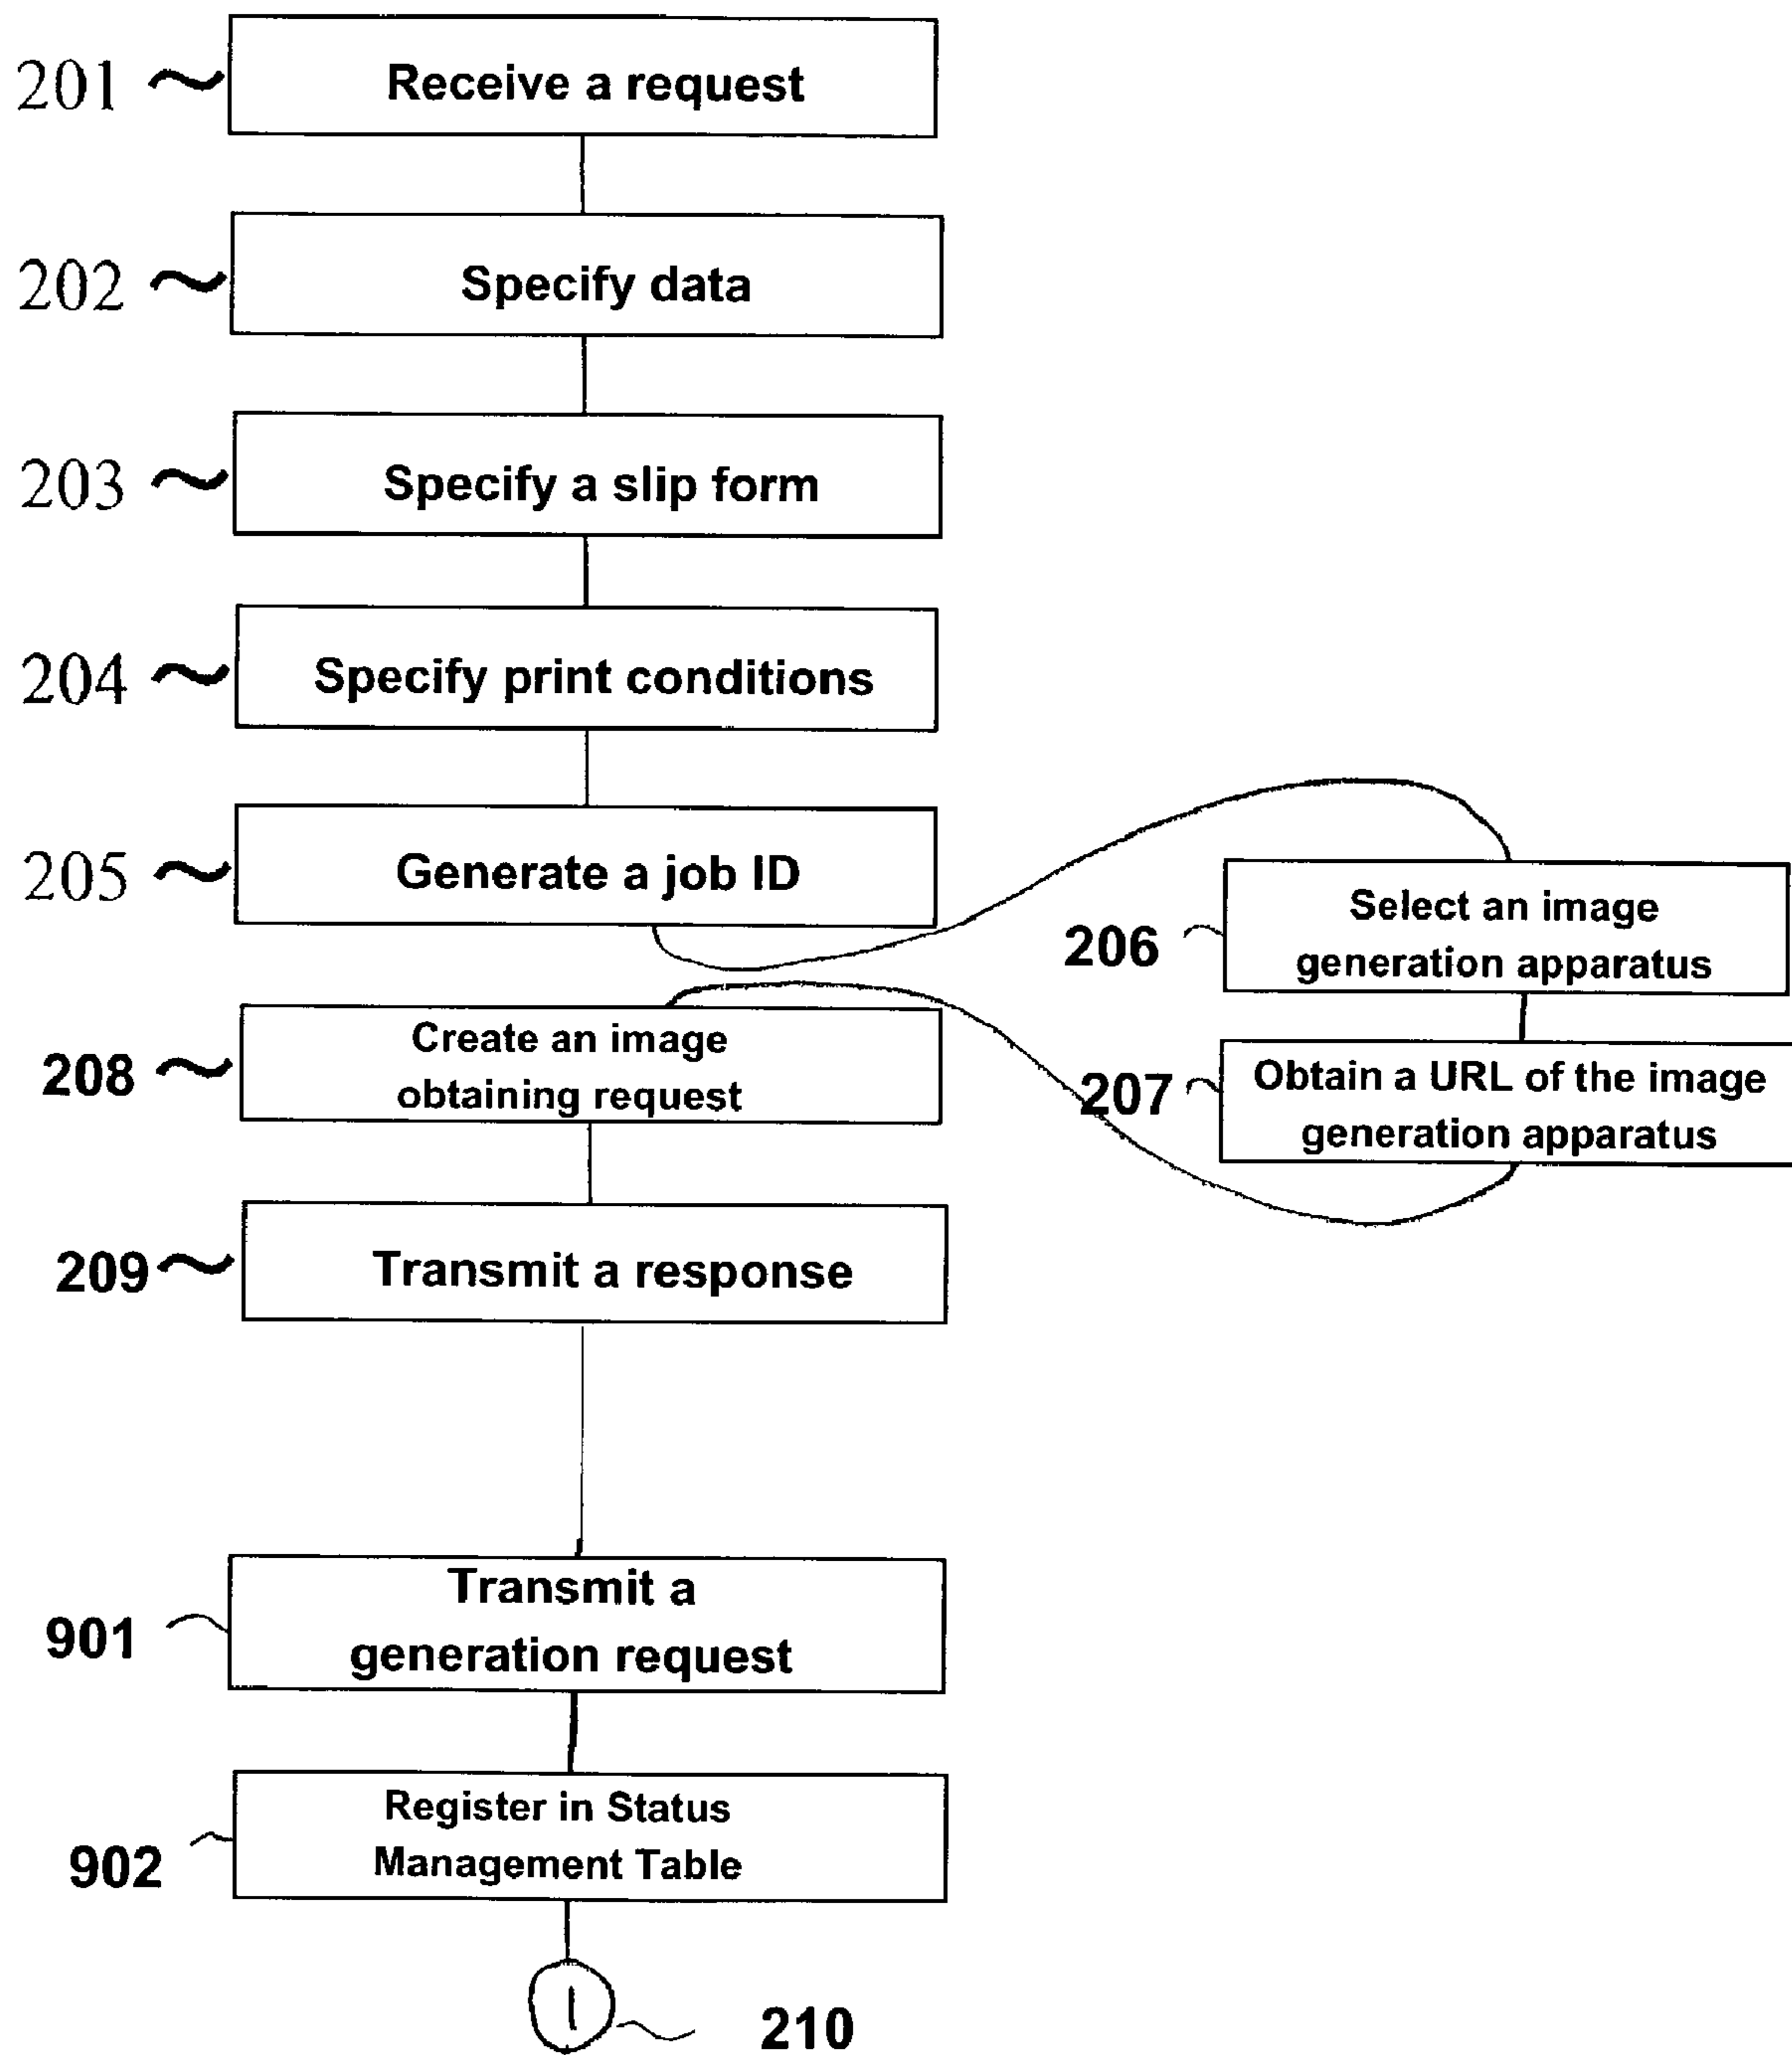 201 Receive a request
202 Specify data
203 Specify a slip form
204 Specify print conditions
205 Generate a job ID
206 Select an image
generation apparatus
207 Obtain a URL of the image
generation apparatus
208 Create an image
obtaining request
209 Transmit a response
901 Transmit a
generation request
902 Register in Status
Management Table
1 210